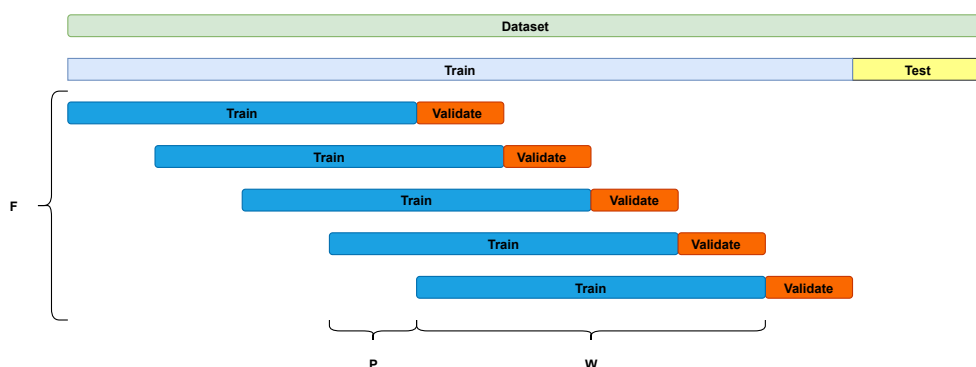 Dataset
Train
Test
Train
Validate
Train
Validate
Train
Validate
F
Train
Validate
Train
Validate
P
W